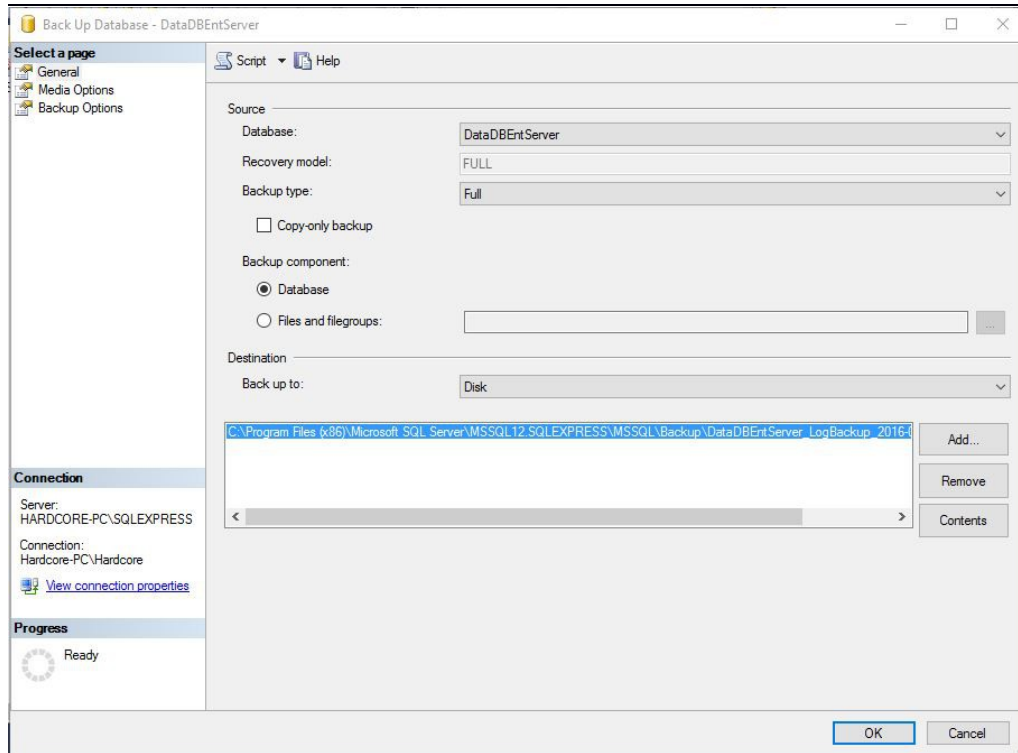 Back Up Database - DataDBEntServer
Select a page
General
Media Options
Backup Options
Script
Help
Source
Database:
DataDBEntServer
Recovery model:
FULL
Backup type:
Full
Copy-only backup
Backup component:
Database
Files and filegroups:
...
Destination
Back up to:
Disk
C:\Program Files (x86)\Microsoft SQL Server\MSSQL12.SQLEXPRESS\MSSQL\Backup\DataDBEntServer_LogBackup_2016-
Add...
Remove
Contents
Connection
Server:
HARDCORE-PC\SQLEXPRESS
Connection:
Hardcore-PC\Hardcore
View connection properties
Progress
Ready
OK
Cancel